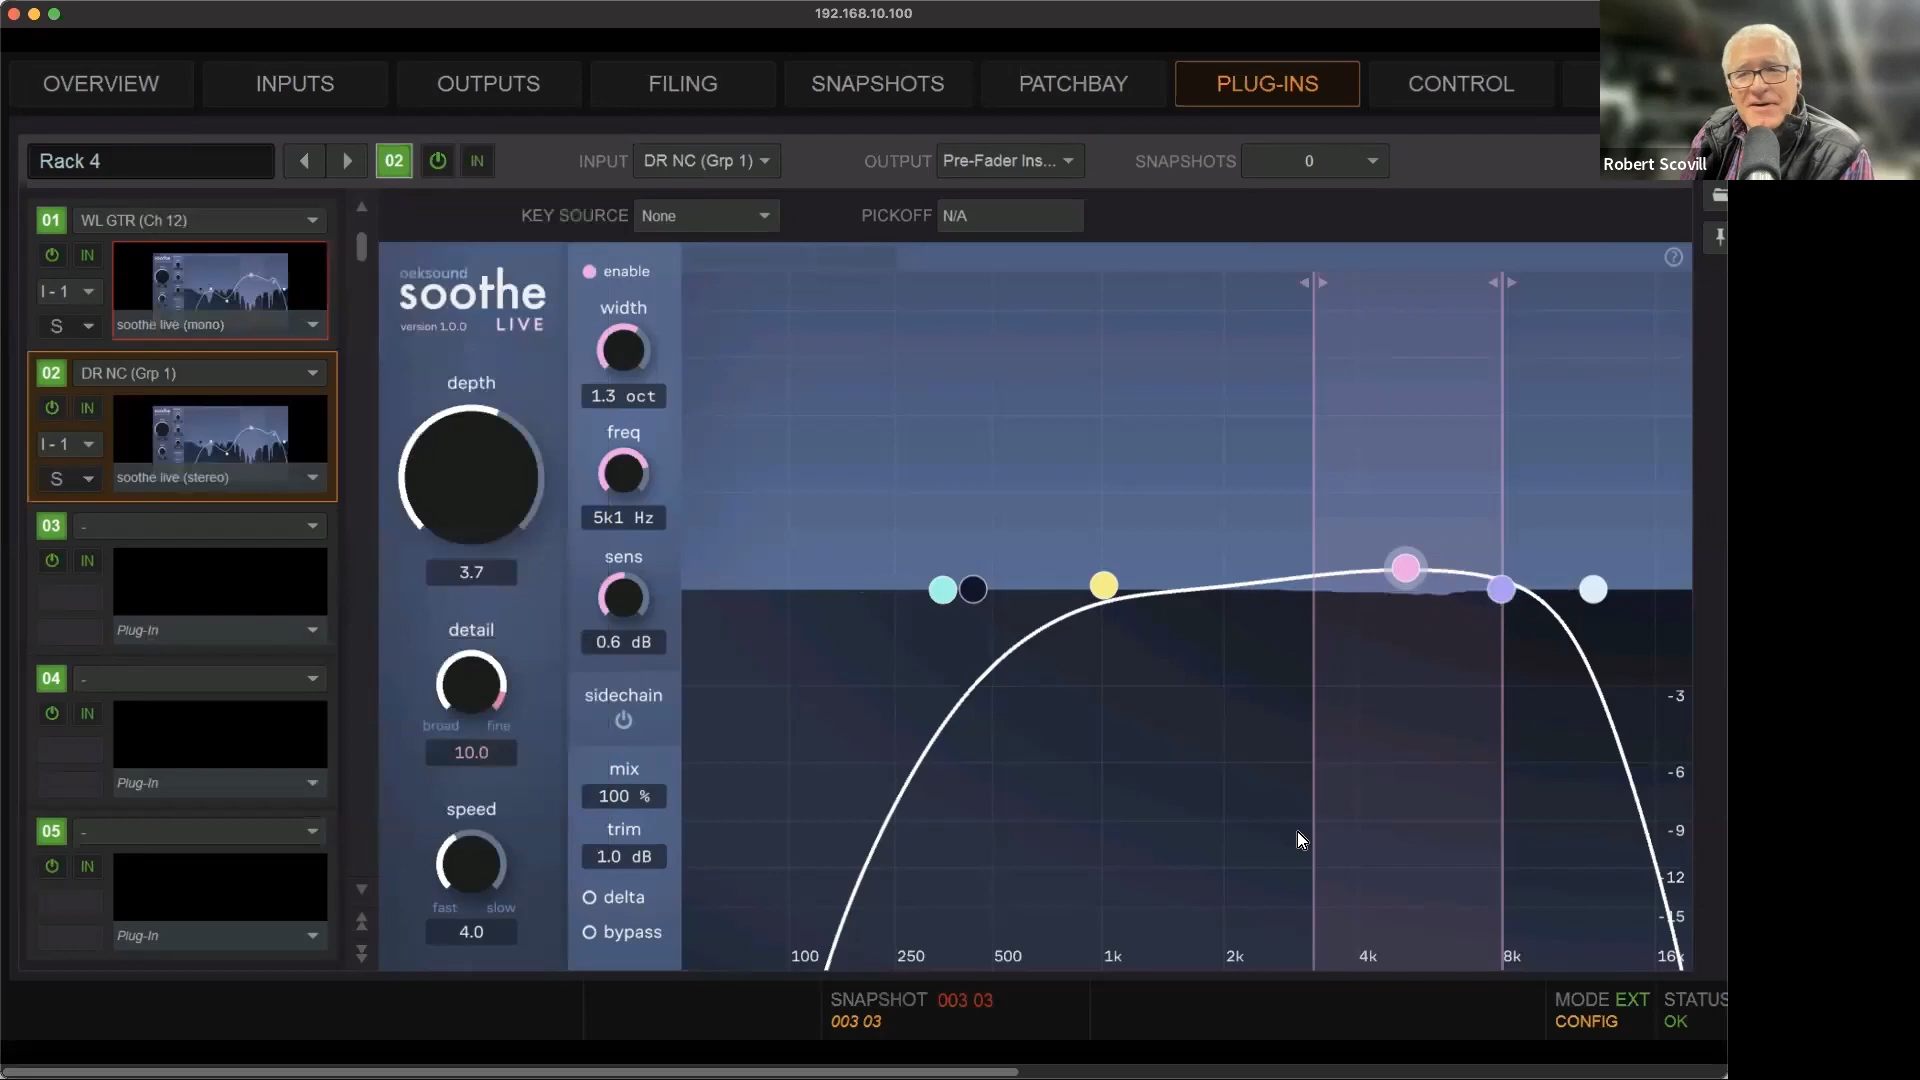 192.168.10.100
OVERVIEW INPUTS OUTPUTS FILING SNAPSHOTS PATCHBAY PLUG-INS CONTROL
Robert Scovill
Rack 4 02 IN INPUT DR NC (Grp 1) OUTPUT Pre-Fader Ins... SNAPSHOTS 0
KEY SOURCE None PICKOFF N/A
01 WL GTR (Ch 12)
IN
I - 1
S soothe live (mono)
02 DR NC (Grp 1)
IN
I - 1
S soothe live (stereo)
03 -
IN
Plug-In
04 -
IN
Plug-In
05 -
IN
Plug-In
oeksound
soothe
version 1.0.0 LIVE
depth
3.7
detail
broad fine
10.0
speed
fast slow
4.0
enable
width
1.3 oct
freq
5k1 Hz
sens
0.6 dB
sidechain
mix
100 %
trim
1.0 dB
delta
bypass
?
-3
-6
-9
-12
-15
100 250 500 1k 2k 4k 8k 16k
SNAPSHOT 003 03
003 03
MODE EXT STATUS
CONFIG OK